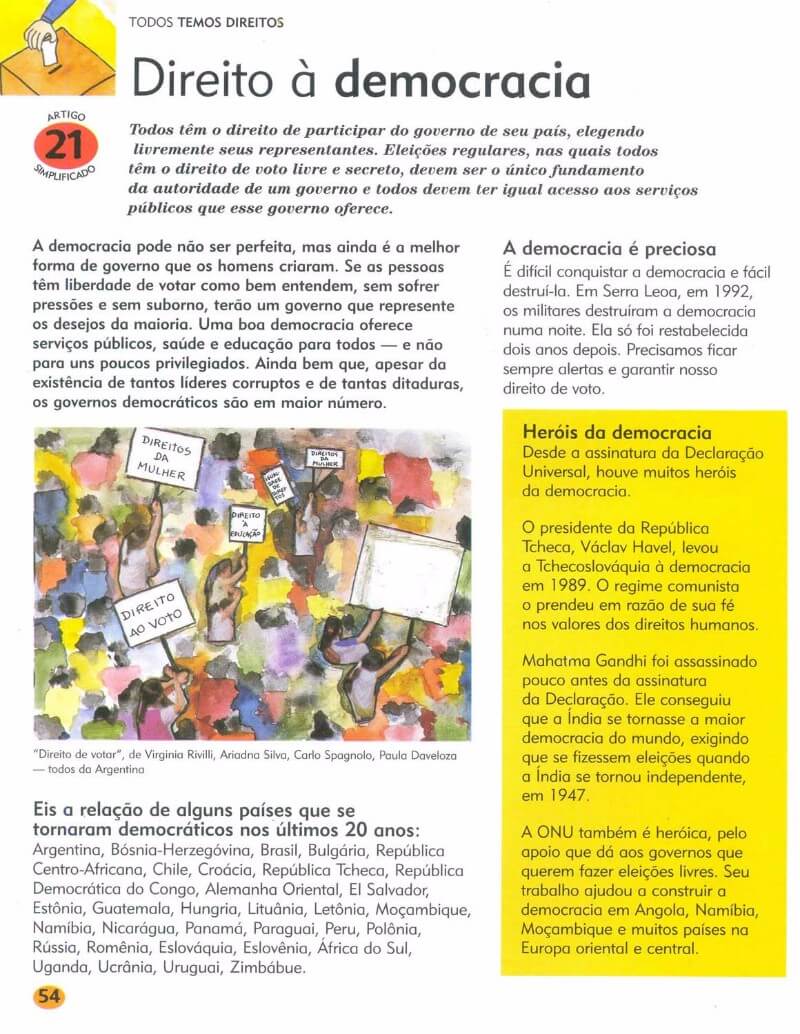 TODOS TEMOS DIREITOS
Direito à democracia
ARTIGO
21
SIMPLIFICADO
Todos têm o direito de participar do governo de seu país, elegendo
livremente seus representantes. Eleições regulares, nas quais todos
têm o direito de voto livre e secreto, devem ser o único fundamento
da autoridade de um governo e todos devem ter igual acesso aos serviços
públicos que esse governo oferece.
A democracia pode não ser perfeita, mas ainda é a melhor
forma de governo que os homens criaram. Se as pessoas
têm liberdade de votar como bem entendem, sem sofrer
pressões e sem suborno, terão um governo que represente
os desejos da maioria. Uma boa democracia oferece
serviços públicos, saúde e educação para todos — e não
para uns poucos privilegiados. Ainda bem que, apesar da
existência de tantos líderes corruptos e de tantas ditaduras,
os governos democráticos são em maior número.
DIREITOS
DA
MULHER
IGUAL
DADE DE
DIREI
TOS
DIREITOS
DA
MULHER
DIREITO
À
EDUCAÇÃO
DIREITO
AO VOTO
"Direito de votar", de Virginia Rivilli, Ariadna Silva, Carlo Spagnolo, Paula Daveloza
— todos da Argentina
Eis a relação de alguns países que se
tornaram democráticos nos últimos 20 anos:
Argentina, Bósnia-Herzegóvina, Brasil, Bulgária, República
Centro-Africana, Chile, Croácia, República Tcheca, República
Democrática do Congo, Alemanha Oriental, El Salvador,
Estônia, Guatemala, Hungria, Lituânia, Letônia, Moçambique,
Namíbia, Nicarágua, Panamá, Paraguai, Peru, Polônia,
Rússia, Romênia, Eslováquia, Eslovênia, África do Sul,
Uganda, Ucrânia, Uruguai, Zimbábue.
54
A democracia é preciosa
É difícil conquistar a democracia e fácil
destruí-la. Em Serra Leoa, em 1992,
os militares destruíram a democracia
numa noite. Ela só foi restabelecida
dois anos depois. Precisamos ficar
sempre alertas e garantir nosso
direito de voto.
Heróis da democracia
Desde a assinatura da Declaração
Universal, houve muitos heróis
da democracia.
O presidente da República
Tcheca, Václav Havel, levou
a Tchecoslováquia à democracia
em 1989. O regime comunista
o prendeu em razão de sua fé
nos valores dos direitos humanos.
Mahatma Gandhi foi assassinado
pouco antes da assinatura
da Declaração. Ele conseguiu
que a Índia se tornasse a maior
democracia do mundo, exigindo
que se fizessem eleições quando
a Índia se tornou independente,
em 1947.
A ONU também é heróica, pelo
apoio que dá aos governos que
querem fazer eleições livres. Seu
trabalho ajudou a construir a
democracia em Angola, Namíbia,
Moçambique e muitos países na
Europa oriental e central.